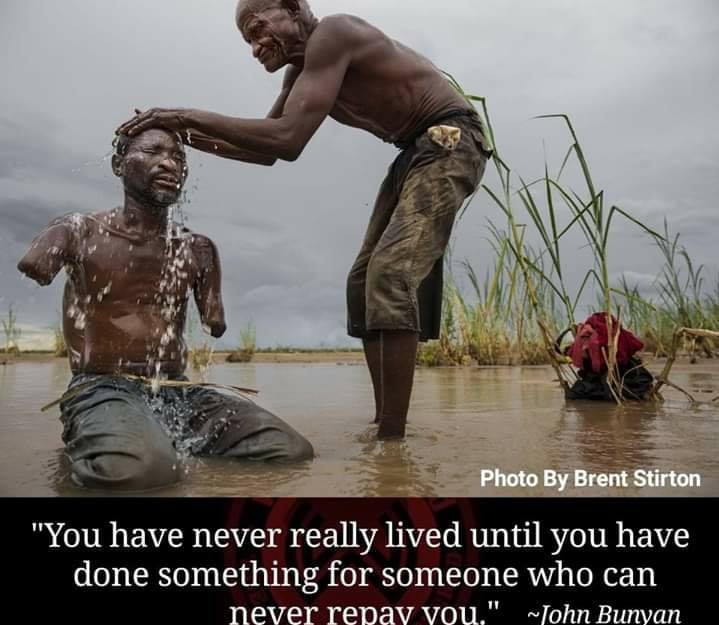 Photo By Brent Stirton
"You have never really lived until you have
done something for someone who can
never repay you." ~John Bunyan